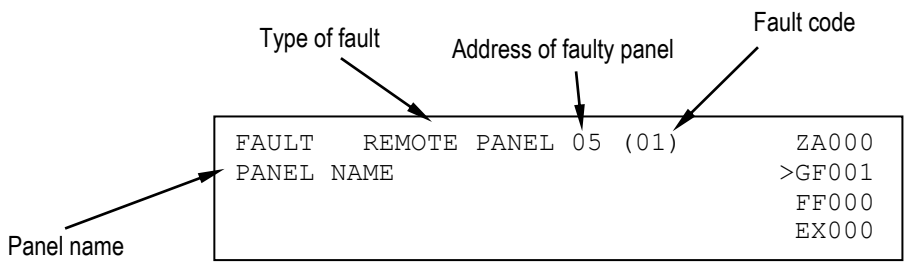 Fault code
Type of fault
Address of faulty panel
FAULT REMOTE PANEL 05 (01) ZA000
PANEL NAME >GF001
FF000
EX000
Panel name